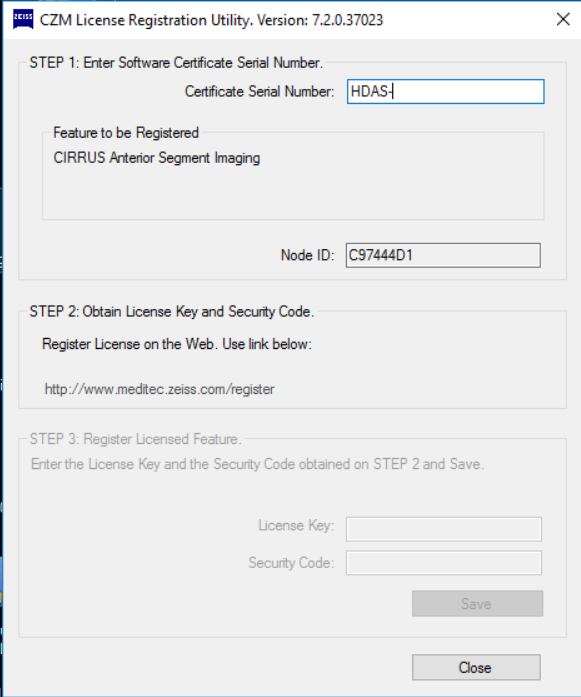 ZEISS CZM License Registration Utility. Version: 7.2.0.37023
STEP 1: Enter Software Certificate Serial Number.
Certificate Serial Number: HDAS-
Feature to be Registered
CIRRUS Anterior Segment Imaging
Node ID: C97444D1
STEP 2: Obtain License Key and Security Code.
Register License on the Web. Use link below:
http://www.meditec.zeiss.com/register
STEP 3: Register Licensed Feature.
Enter the License Key and the Security Code obtained on STEP 2 and Save.
License Key:
Security Code:
Save
Close